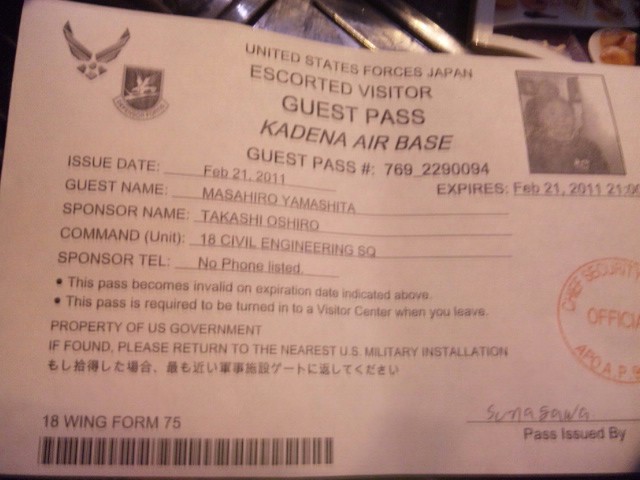 UNITED STATES FORCES JAPAN
ESCORTED VISITOR
GUEST PASS
KADENA AIR BASE
GUEST PASS #: 769_2290094
ISSUE DATE: Feb 21, 2011
EXPIRES: Feb 21, 2011 21:00
GUEST NAME: MASAHIRO YAMASHITA
SPONSOR NAME: TAKASHI OSHIRO
COMMAND (Unit): 18 CIVIL ENGINEERING SQ
SPONSOR TEL: No Phone listed.
• This pass becomes invalid on expiration date indicated above.
• This pass is required to be turned in to a Visitor Center when you leave.
PROPERTY OF US GOVERNMENT
IF FOUND, PLEASE RETURN TO THE NEAREST U.S. MILITARY INSTALLATION
もし拾得した場合、最も近い軍事施設ゲートに返してください
CHIEF SECURITY
OFFICIA
APO A.P.
18 WING FORM 75
Sunagawa
Pass Issued By